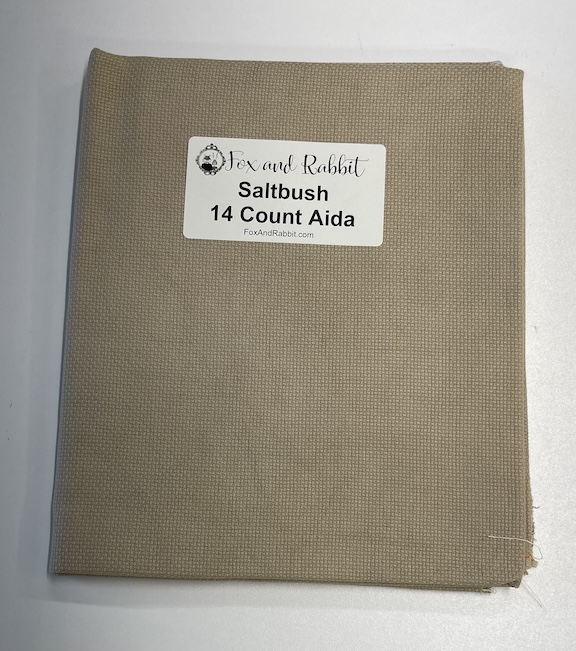 Fox and Rabbit
Saltbush
14 Count Aida
FoxAndRabbit.com